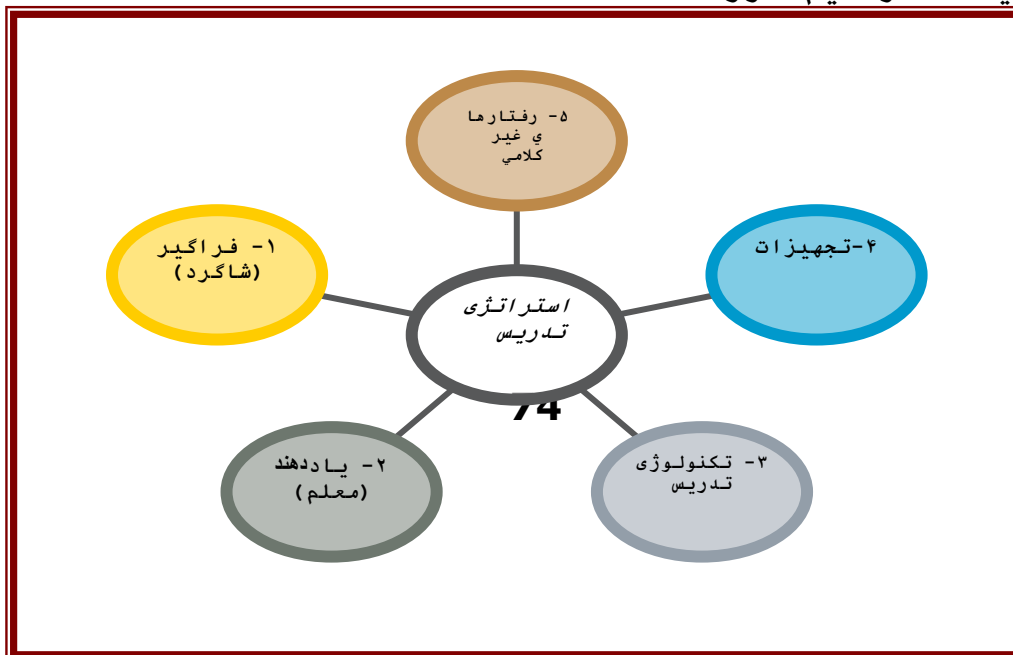 ۵- رفتارها
ي غير
كلامي
۱- فراگیر
(شاگرد)
۴-تجهیزات
استراتژی
تدریس
74
۲- یاددهند
(معلم)
۳- تکنولوژی
تدریس